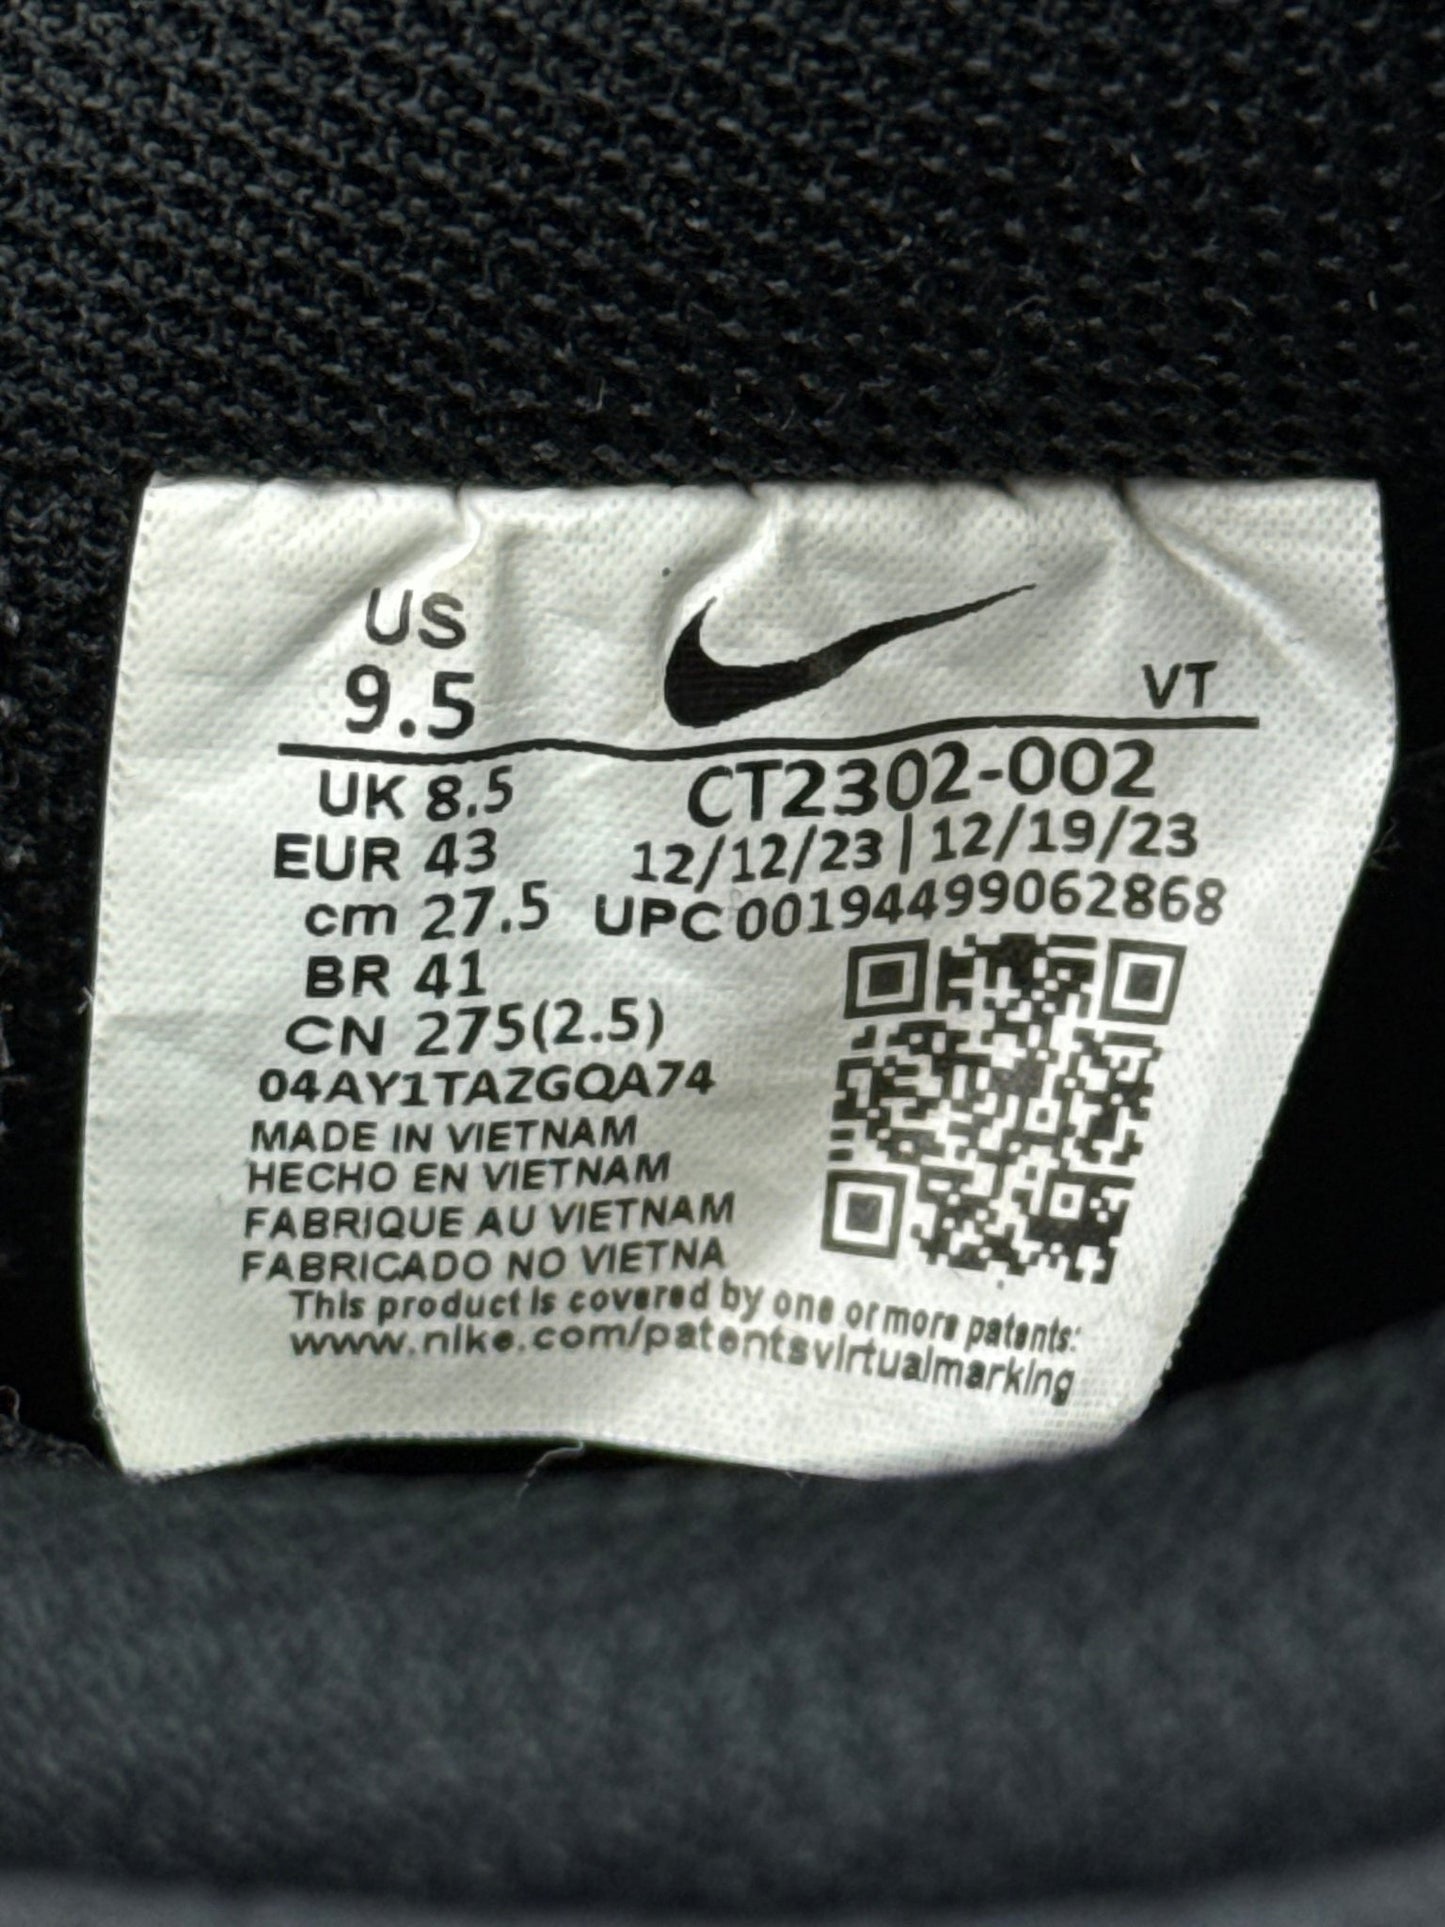 US
9.5
VT
UK 8.5
EUR 43
cm 27.5
BR 41
CN 275(2.5)
CT2302-002
12/12/23 | 12/19/23
UPC 00194499062868
04AY1TAZGQA74
MADE IN VIETNAM
HECHO EN VIETNAM
FABRIQUE AU VIETNAM
FABRICADO NO VIETNA
This product is covered by one or more patents:
www.nike.com/patentsvirtualmarking